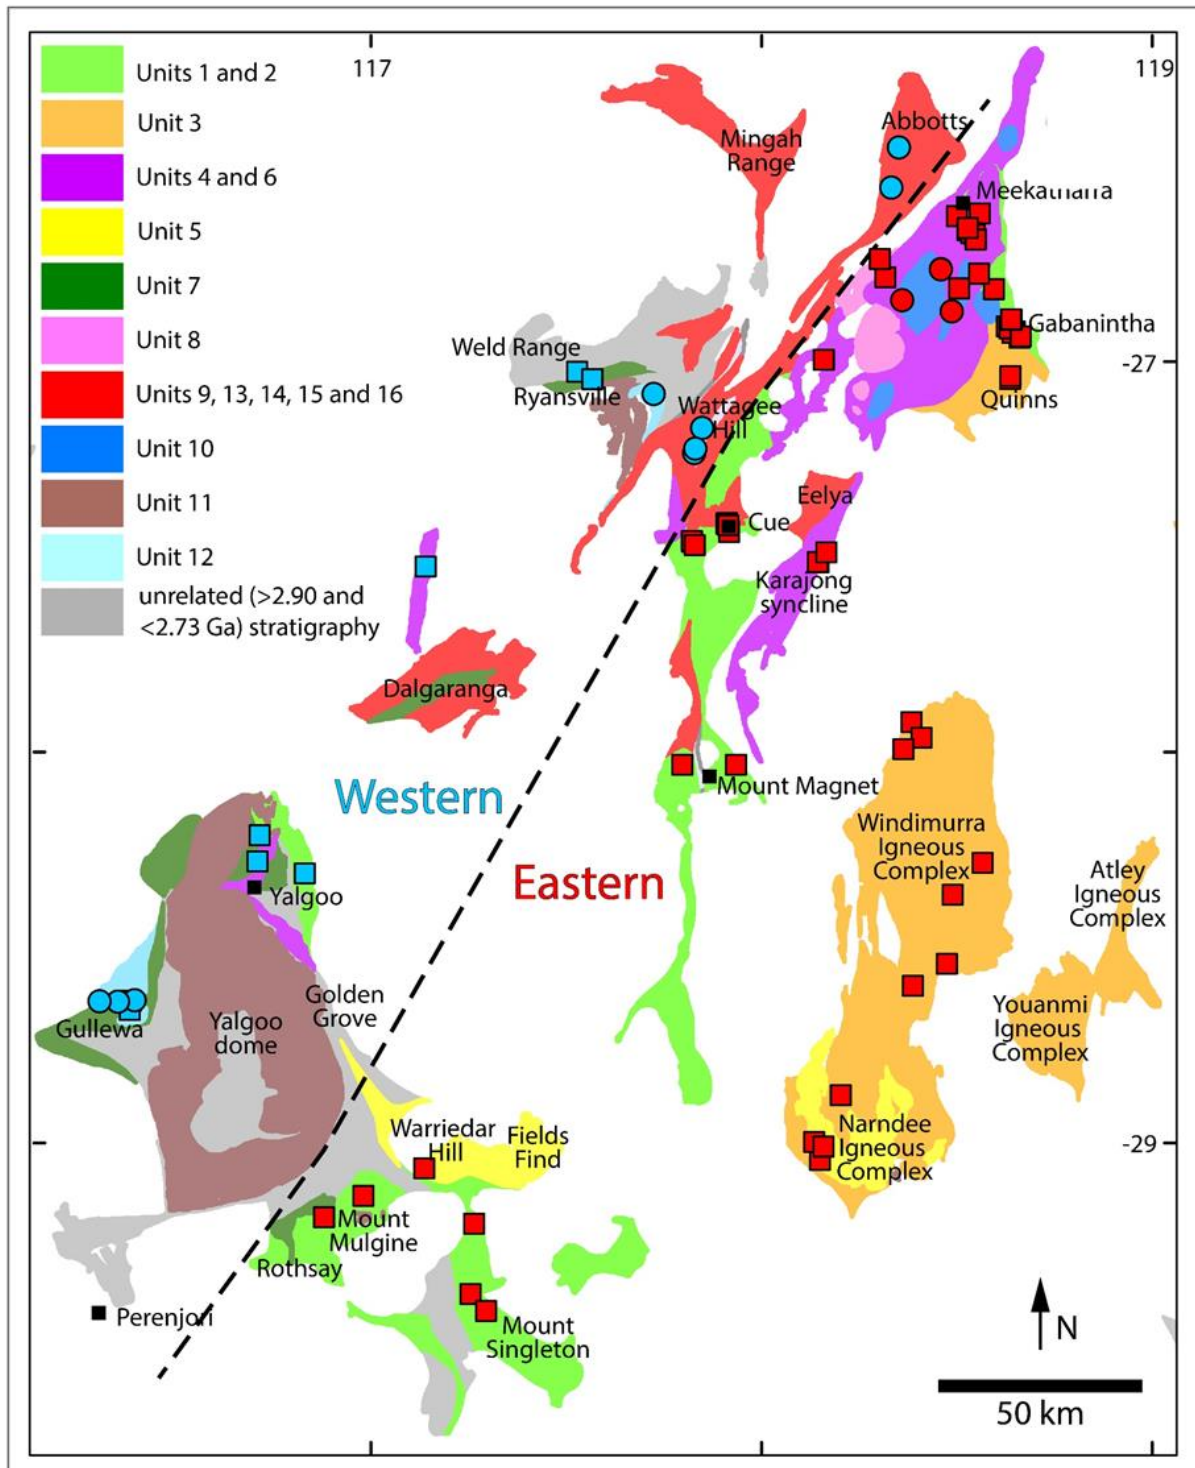 117
119
Units 1 and 2
Unit 3
Units 4 and 6
Unit 5
Unit 7
Unit 8
Units 9, 13, 14, 15 and 16
Unit 10
Unit 11
Unit 12
unrelated (>2.90 and
<2.73 Ga) stratigraphy
Mingah
Range
Abbotts
Meekatharra
Gabanintha
-27
Weld Range
Ryansville
Quinns
Wattagee
Hill
Eelya
Cue
Karajong
syncline
Dalgaranga
Western
Mount Magnet
Windimurra
Igneous
Complex
Eastern
Atley
Igneous
Complex
Yalgoo
Golden
Grove
Gullewa
Yalgoo
dome
Youanmi
Igneous
Complex
Warriedar
Hill
Fields
Find
Narndee
Igneous
Complex
-29
Mount
Mulgine
Rothsay
Perenjori
Mount
Singleton
N
50 km